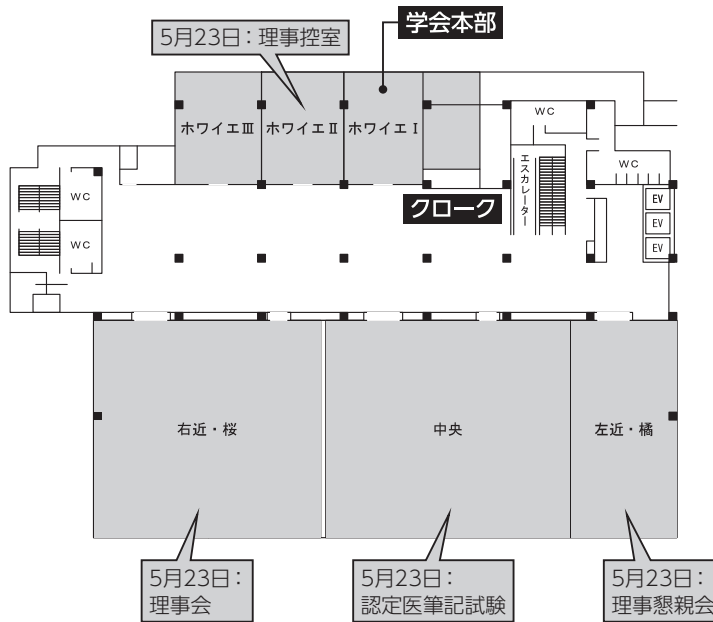 学会本部
5月23日：理事控室
ホワイエⅢ
ホワイエⅡ
ホワイエⅠ
WC
WC
エスカレーター
クローク
WC
WC
EV
EV
EV
右近・桜
中央
左近・橘
5月23日：
理事会
5月23日：
認定医筆記試験
5月23日：
理事懇親会